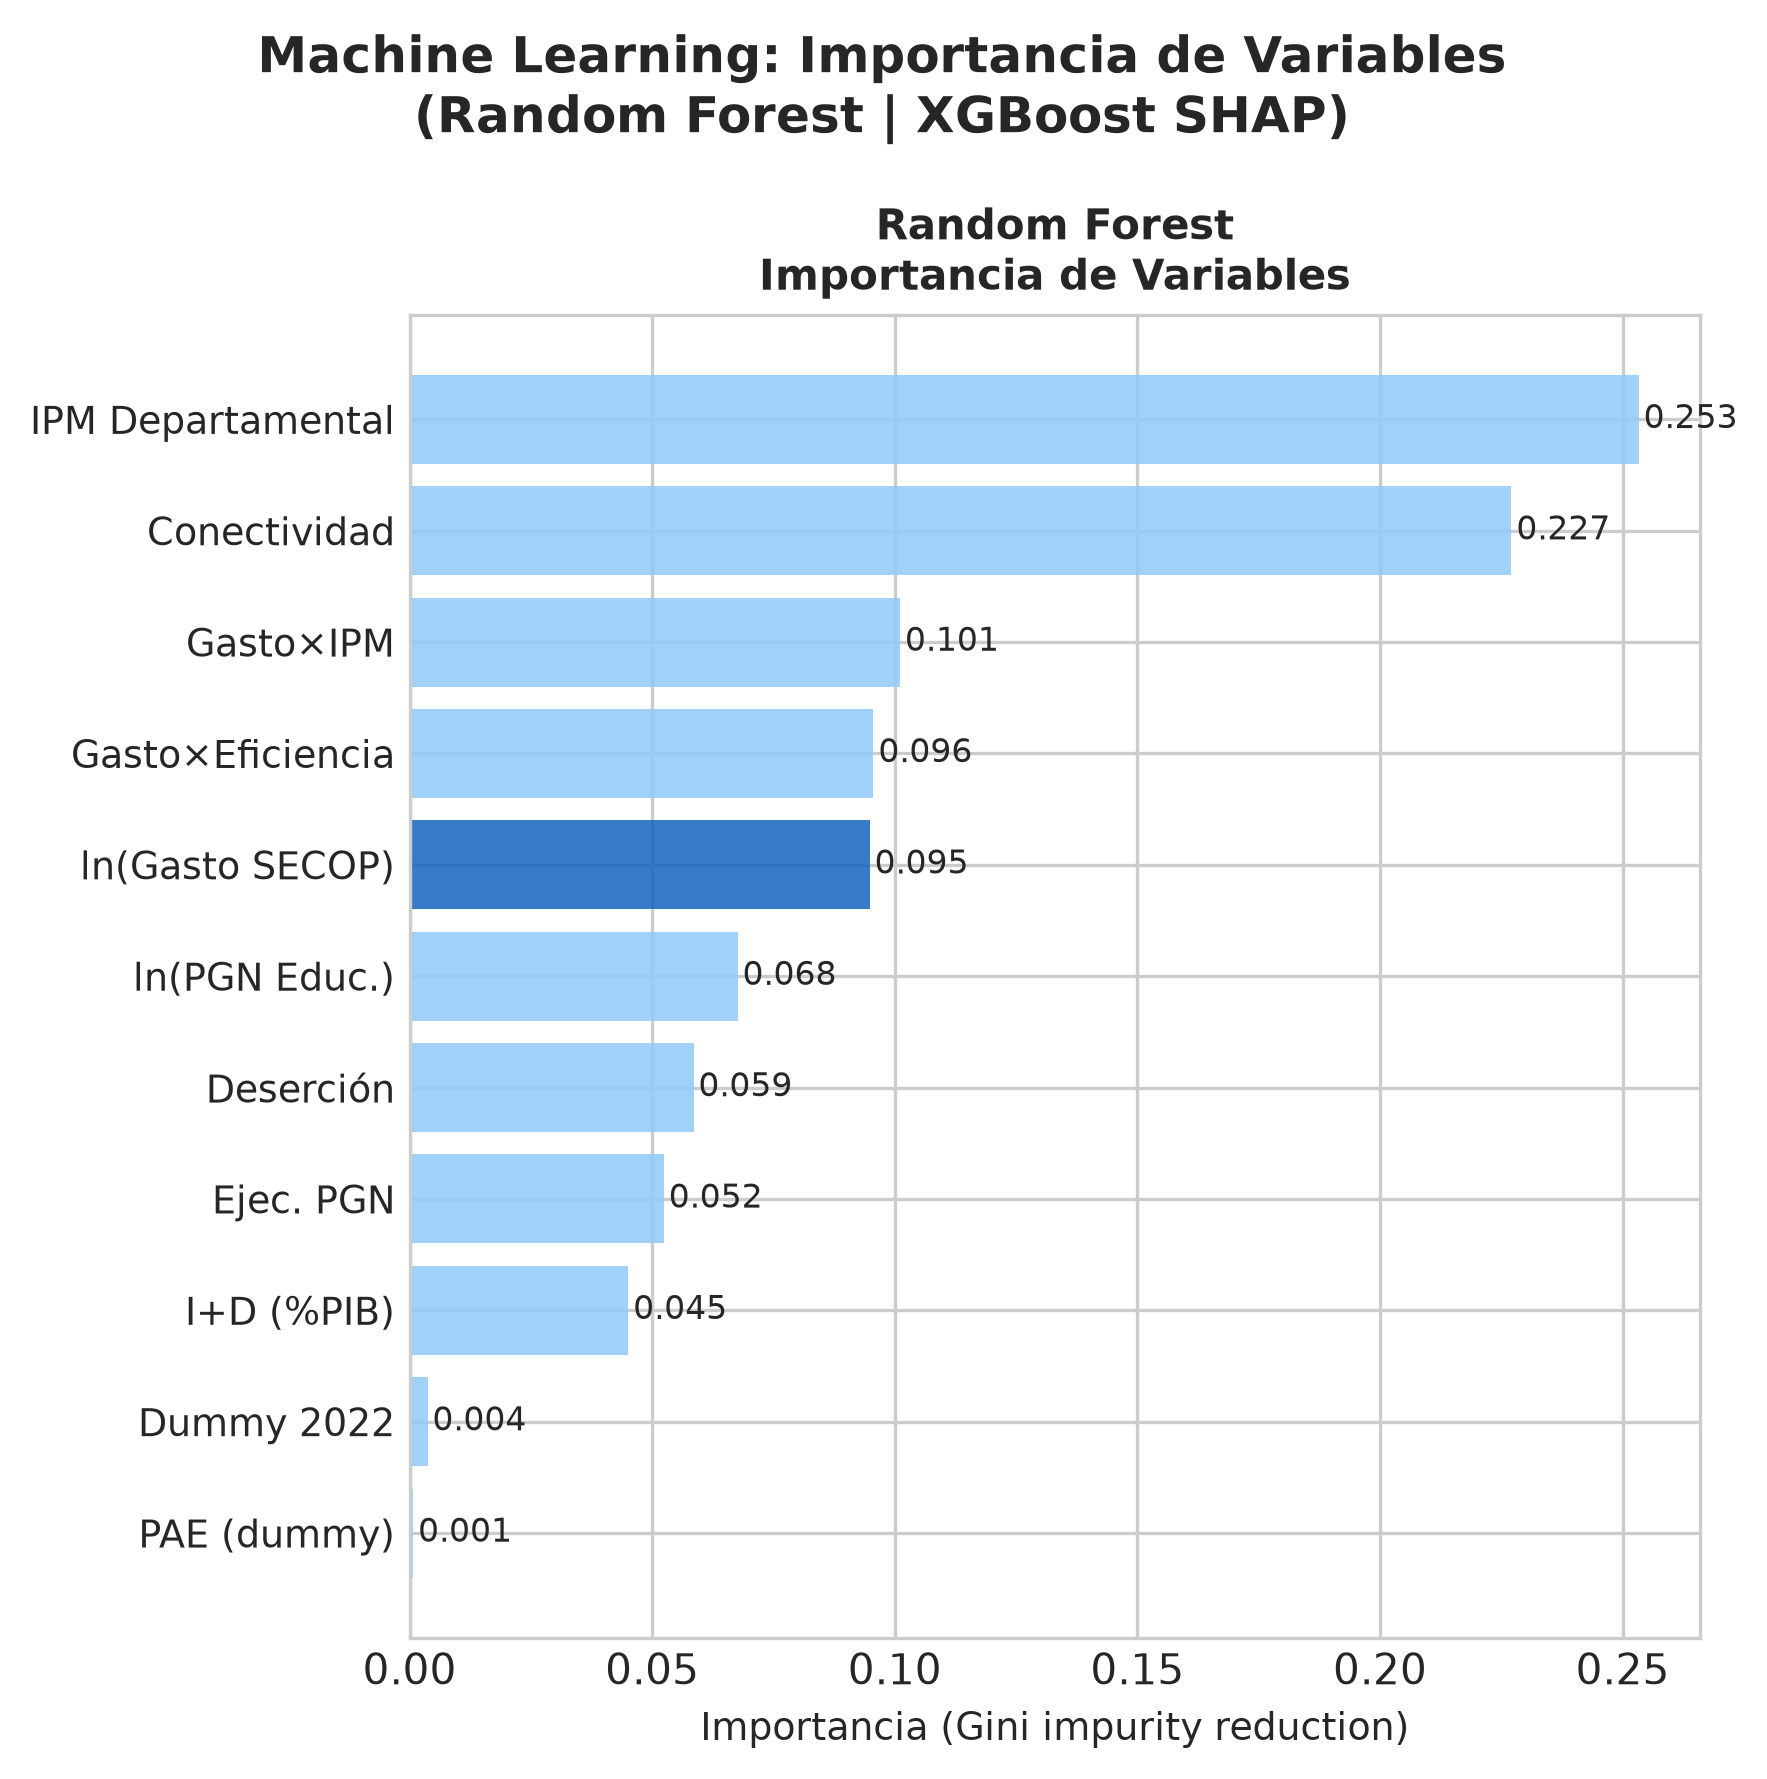 Machine Learning: Importancia de Variables
(Random Forest | XGBoost SHAP)
Random Forest
Importancia de Variables
IPM Departamental 0.253
Conectividad 0.227
Gasto×IPM 0.101
Gasto×Eficiencia 0.096
ln(Gasto SECOP) 0.095
ln(PGN Educ.) 0.068
Deserción 0.059
Ejec. PGN 0.052
I+D (%PIB) 0.045
Dummy 2022 0.004
PAE (dummy) 0.001
0.00 0.05 0.10 0.15 0.20 0.25
Importancia (Gini impurity reduction)